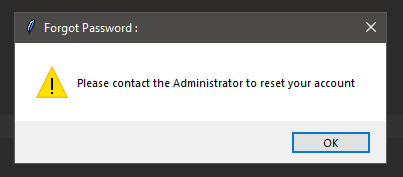 Forgot Password :
Please contact the Administrator to reset your account
OK